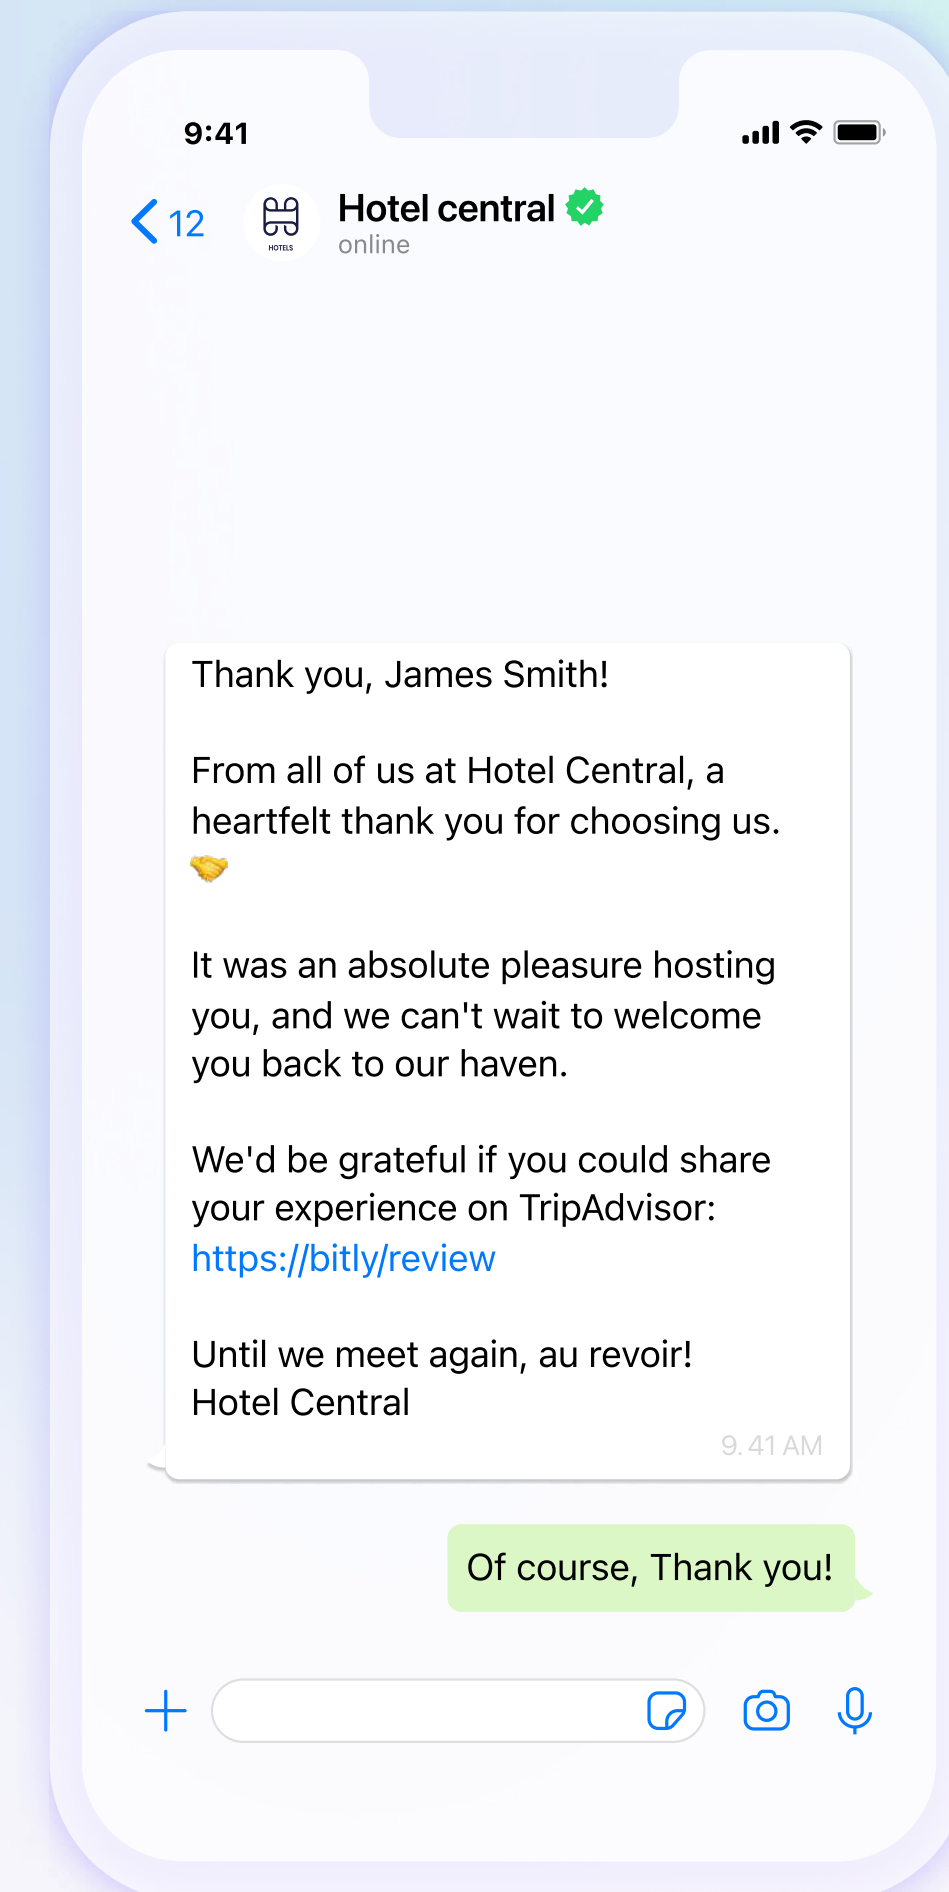 9:41
12
HOTELS
Hotel central
online
Thank you, James Smith!
From all of us at Hotel Central, a
heartfelt thank you for choosing us.
🤝
It was an absolute pleasure hosting
you, and we can't wait to welcome
you back to our haven.
We'd be grateful if you could share
your experience on TripAdvisor:
https://bitly/review
Until we meet again, au revoir!
Hotel Central
9.41 AM
Of course, Thank you!